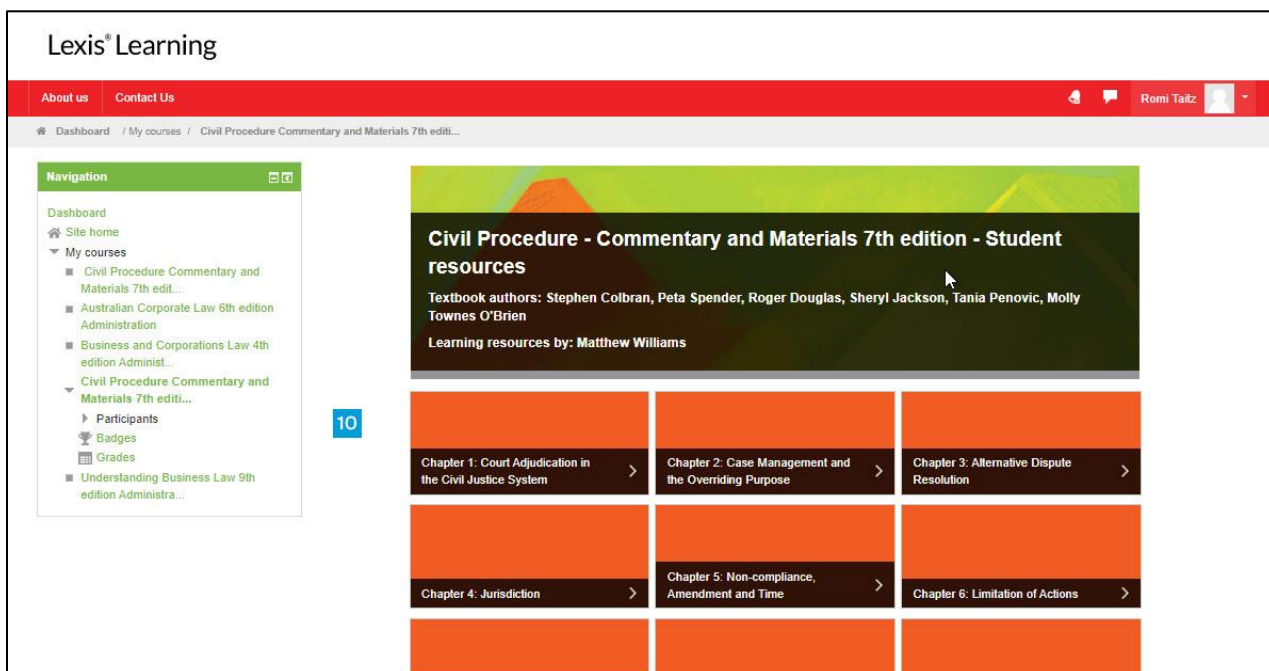 Lexis® Learning
About us Contact Us Romi Taitz
Dashboard / My courses / Civil Procedure Commentary and Materials 7th editi...
Navigation
Dashboard
Site home
My courses
Civil Procedure Commentary and
Materials 7th edit...
Australian Corporate Law 6th edition
Administration
Business and Corporations Law 4th
edition Administ...
Civil Procedure Commentary and
Materials 7th editi...
Participants
Badges
Grades
Understanding Business Law 9th
edition Administra...
10
Civil Procedure - Commentary and Materials 7th edition - Student
resources
Textbook authors: Stephen Colbran, Peta Spender, Roger Douglas, Sheryl Jackson, Tania Penovic, Molly
Townes O'Brien
Learning resources by: Matthew Williams
Chapter 1: Court Adjudication in
the Civil Justice System
Chapter 2: Case Management and
the Overriding Purpose
Chapter 3: Alternative Dispute
Resolution
Chapter 4: Jurisdiction
Chapter 5: Non-compliance,
Amendment and Time
Chapter 6: Limitation of Actions